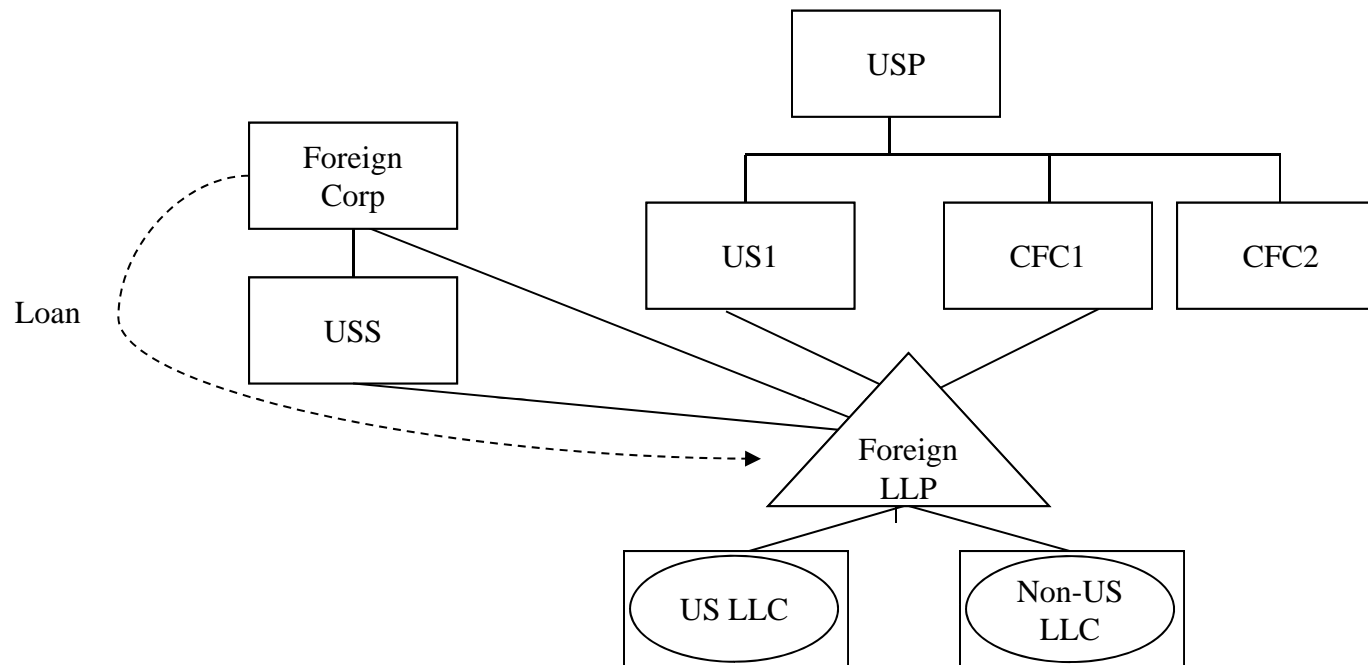 USP
Foreign
Corp
US1
CFC1
CFC2
Loan
USS
Foreign
LLP
US LLC
Non-US
LLC